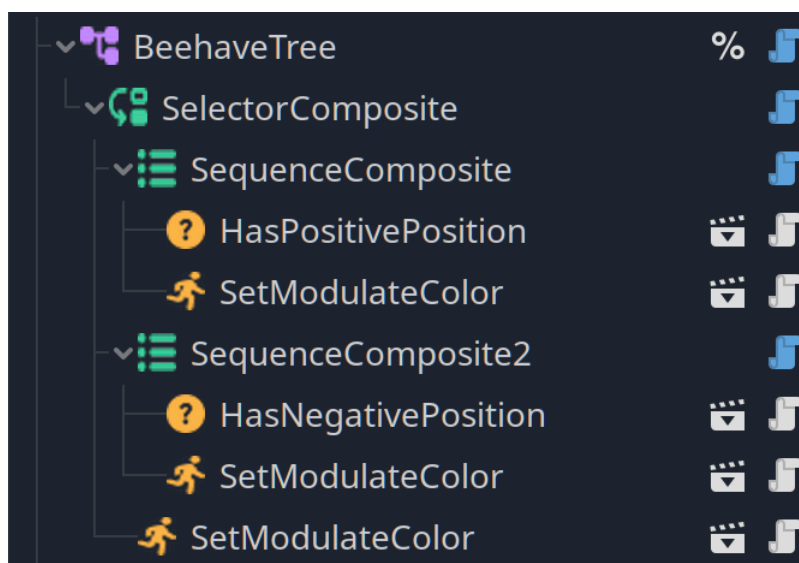 BeehaveTree %
SelectorComposite
SequenceComposite
HasPositivePosition
SetModulateColor
SequenceComposite2
HasNegativePosition
SetModulateColor
SetModulateColor